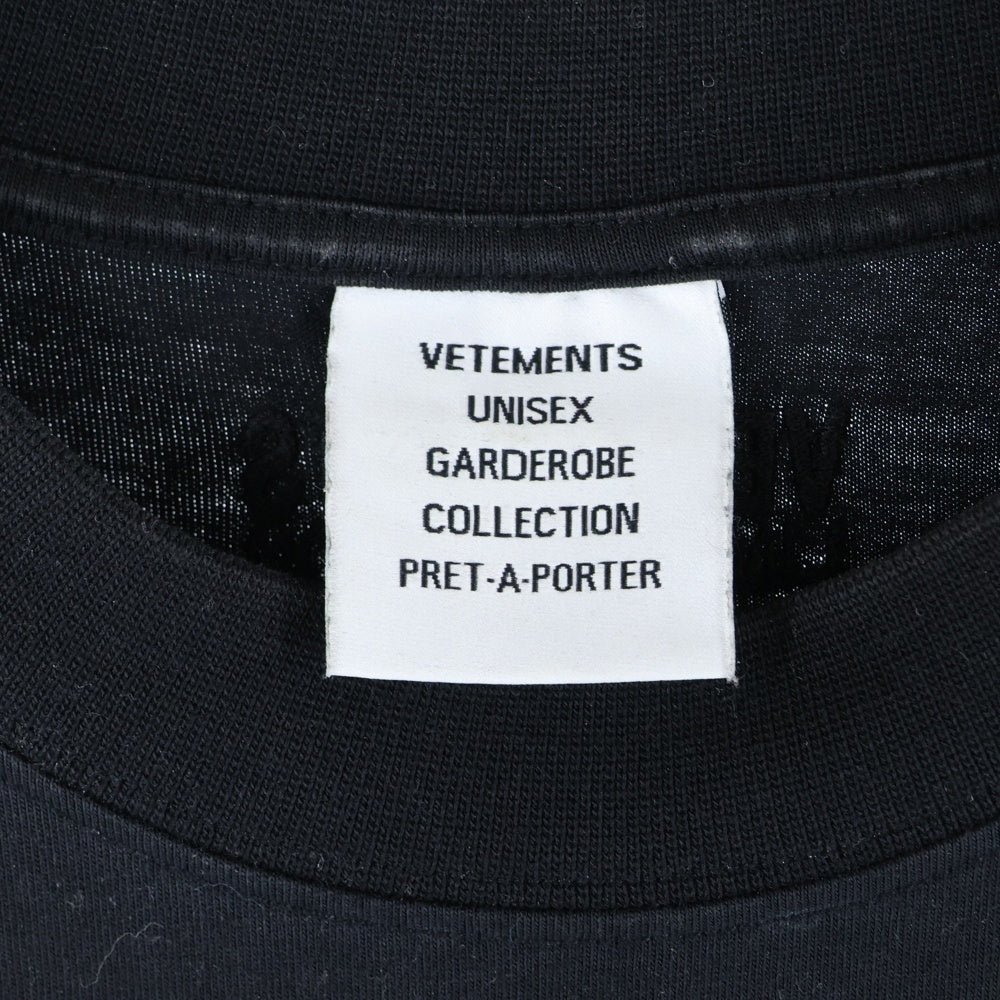 VETEMENTS
UNISEX
GARDEROBE
COLLECTION
PRET-A-PORTER